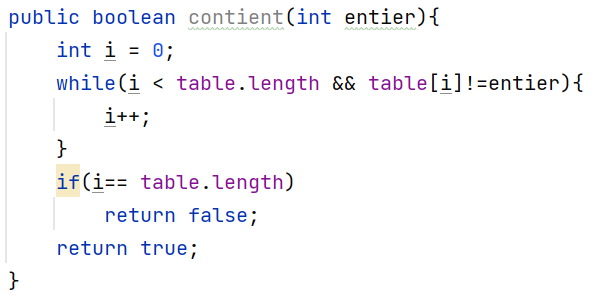 public boolean contient(int entier){
    int i = 0;
    while(i < table.length && table[i]!=entier){
        i++;
    }
    if(i== table.length)
        return false;
    return true;
}